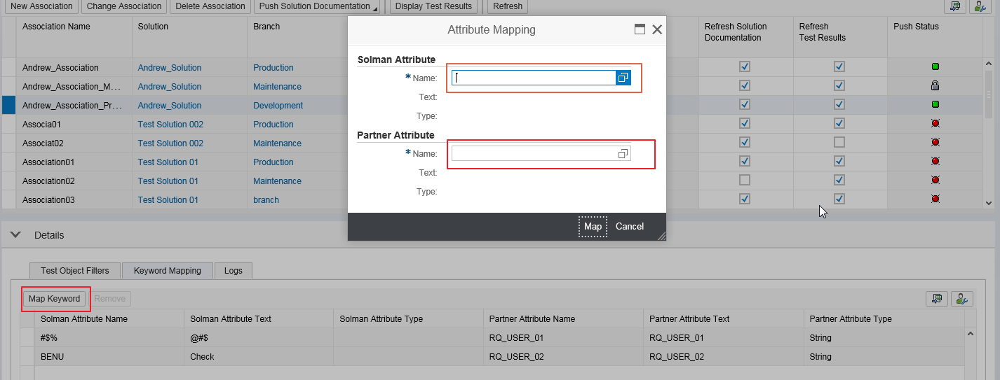 New Association Change Association Delete Association Push Solution Documentation Display Test Results Refresh
Association Name Solution Branch Refresh Solution Documentation Refresh Test Results Push Status
Andrew_Association Andrew_Solution Production
Andrew_Association_M... Andrew_Solution Maintenance
Andrew_Association_Pr... Andrew_Solution Development
Associa01 Test Solution 002 Production
Associat02 Test Solution 002 Maintenance
Association01 Test Solution 01 Production
Association02 Test Solution 01 Maintenance
Association03 Test Solution 01 branch
Attribute Mapping
Solman Attribute
* Name:
Text:
Type:
Partner Attribute
* Name:
Text:
Type:
Map Cancel
Details
Test Object Filters Keyword Mapping Logs
Map Keyword Remove
Solman Attribute Name Solman Attribute Text Solman Attribute Type Partner Attribute Name Partner Attribute Text Partner Attribute Type
#$% @#$ RQ_USER_01 RQ_USER_01 String
BENU Check RQ_USER_02 RQ_USER_02 String